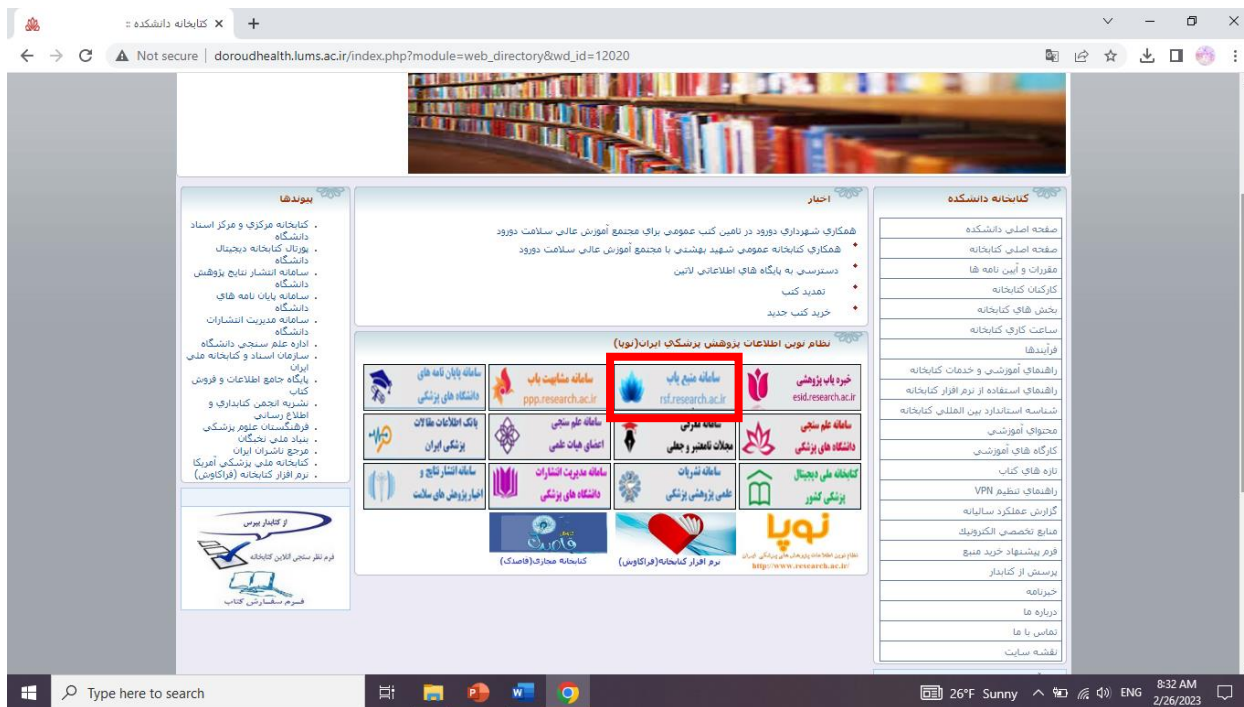 کتابخانه دانشکده ::
Not secure
doroudhealth.lums.ac.ir/index.php?module=web_directory&wd_id=12020
کتابخانه دانشکده
صفحه اصلی دانشکده
صفحه اصلی کتابخانه
مقررات و آیین نامه ها
کارکنان کتابخانه
بخش های کتابخانه
ساعت کاری کتابخانه
فرآیندها
راهنمای آموزشی و خدمات کتابخانه
راهنمای استفاده از نرم افزار کتابخانه
شناسه استاندارد بین المللی کتابخانه
محتوای آموزشی
کارگاه های آموزشی
تازه های کتاب
راهنمای تنظیم VPN
گزارش عملکرد سالیانه
منابع تخصصی الکترونیک
فرم پیشنهاد خرید منبع
پرسش از کتابدار
خبرنامه
درباره ما
تماس با ما
نقشه سایت
اخبار
همکاری شهرداری دورود در تامین کتب عمومی برای مجتمع آموزش عالی سلامت دورود
همکاری کتابخانه عمومی شهید بهشتی با مجتمع آموزش عالی سلامت دورود
دسترسی به پایگاه های اطلاعاتی لاتین
تمدید کتب
خرید کتب جدید
نظام نوین اطلاعات پژوهش پزشکی ایران(نوپا)
خبره یاب پژوهشی
esid.research.ac.ir
سامانه منبع یاب
rsf.research.ac.ir
سامانه مشابهت یاب
ppp.research.ac.ir
سامانه پایان نامه های
دانشگاه های پزشکی
سامانه علم سنجی
دانشگاه های پزشکی
مجلات نامعتبر و جعلی
سامانه علم سنجی
اعضای هیات علمی
بانک اطلاعات مقالات
پزشکی ایران
کتابخانه ملی دیجیتال
پزشکی کشور
سامانه نشریات
علمی پژوهشی پزشکی
سامانه مدیریت انتشارات
دانشگاه های پزشکی
سامانه انتشار نتایج و
اخبار پژوهش های سلامت
نوپا
نظام نوین اطلاعات پژوهش های پزشکی ایران
http://www.research.ac.ir/
نرم افزار کتابخانه(فراکاوش)
کتابخانه مجازی(قاصدک)
پیوندها
کتابخانه مرکزی و مرکز اسناد
دانشگاه
پورتال کتابخانه دیجیتال
دانشگاه
سامانه انتشار نتایج پژوهش
دانشگاه
سامانه پایان نامه های
دانشگاه
سامانه مدیریت انتشارات
دانشگاه
اداره علم سنجی دانشگاه
سازمان اسناد و کتابخانه ملی
ایران
پایگاه جامع اطلاعات و فروش
کتاب
نشریه انجمن کتابداری و
اطلاع رسانی
فرهنگستان علوم پزشکی
بنیاد ملی نخبگان
مرجع ناشران ایران
کتابخانه ملی پزشکی آمریکا
نرم افزار کتابخانه (فراکاوش)
از کتابدار بپرس
فرم نظر سنجی آنلاین کتابخانه
فرم سفارش کتاب
Type here to search
26°F Sunny
ENG
8:32 AM
2/26/2023